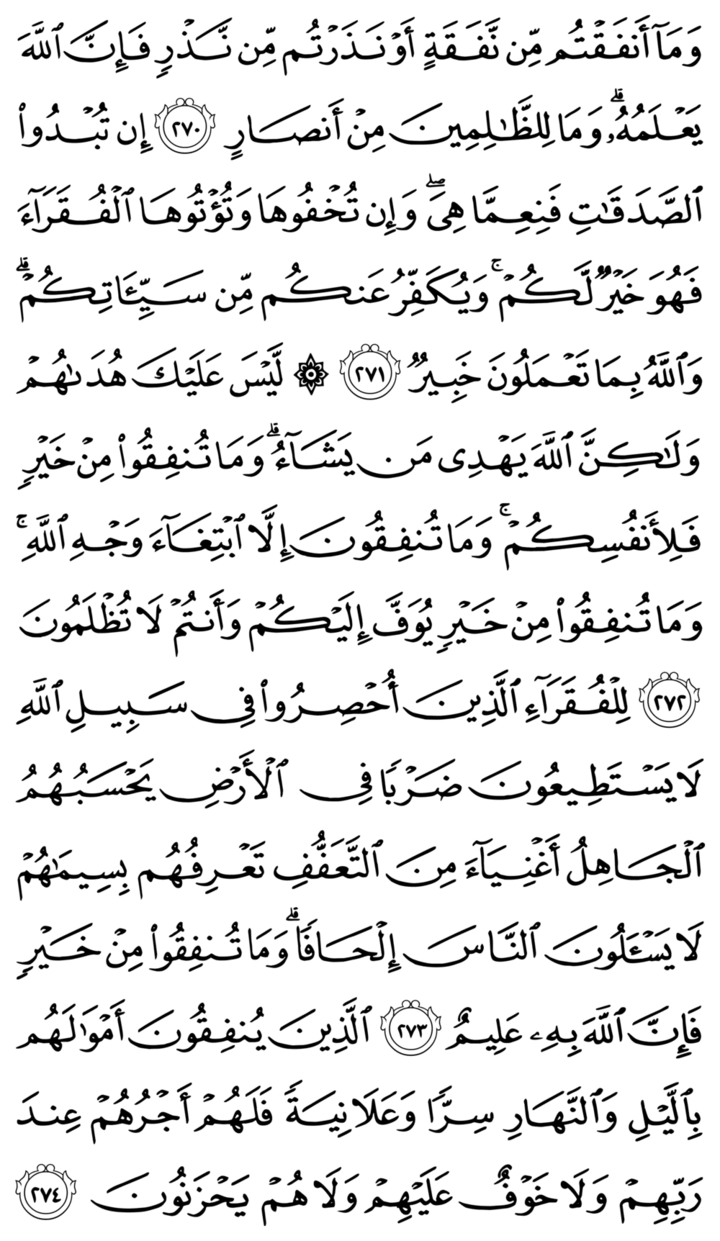 وَمَآ أَنفَقْتُم مِّن نَّفَقَةٍ أَوْ نَذَرْتُم مِّن نَّذْرٍ فَإِنَّ ٱللَّهَ
يَعْلَمُهُۥ ۗ وَمَا لِلظَّٰلِمِينَ مِنْ أَنصَارٍ ٢٧٠ إِن تُبْدُوا۟
ٱلصَّدَقَٰتِ فَنِعِمَّا هِىَ ۖ وَإِن تُخْفُوهَا وَتُؤْتُوهَا ٱلْفُقَرَآءَ
فَهُوَ خَيْرٌ لَّكُمْ ۚ وَيُكَفِّرُ عَنكُم مِّن سَيِّـَٔاتِكُمْ ۗ
وَٱللَّهُ بِمَا تَعْمَلُونَ خَبِيرٌ ٢٧١ ۞ لَّيْسَ عَلَيْكَ هُدَىٰهُمْ
وَلَٰكِنَّ ٱللَّهَ يَهْدِى مَن يَشَآءُ ۗ وَمَا تُنفِقُوا۟ مِنْ خَيْرٍ
فَلِأَنفُسِكُمْ ۚ وَمَا تُنفِقُونَ إِلَّا ٱبْتِغَآءَ وَجْهِ ٱللَّهِ ۚ
وَمَا تُنفِقُوا۟ مِنْ خَيْرٍ يُوَفَّ إِلَيْكُمْ وَأَنتُمْ لَا تُظْلَمُونَ
٢٧٢ لِلْفُقَرَآءِ ٱلَّذِينَ أُحْصِرُوا۟ فِى سَبِيلِ ٱللَّهِ
لَا يَسْتَطِيعُونَ ضَرْبًا فِى ٱلْأَرْضِ يَحْسَبُهُمُ
ٱلْجَاهِلُ أَغْنِيَآءَ مِنَ ٱلتَّعَفُّفِ تَعْرِفُهُم بِسِيمَٰهُمْ
لَا يَسْـَٔلُونَ ٱلنَّاسَ إِلْحَافًا ۗ وَمَا تُنفِقُوا۟ مِنْ خَيْرٍ
فَإِنَّ ٱللَّهَ بِهِۦ عَلِيمٌ ٢٧٣ ٱلَّذِينَ يُنفِقُونَ أَمْوَٰلَهُم
بِٱلَّيْلِ وَٱلنَّهَارِ سِرًّا وَعَلَانِيَةً فَلَهُمْ أَجْرُهُمْ عِندَ
رَبِّهِمْ وَلَا خَوْفٌ عَلَيْهِمْ وَلَا هُمْ يَحْزَنُونَ ٢٧٤